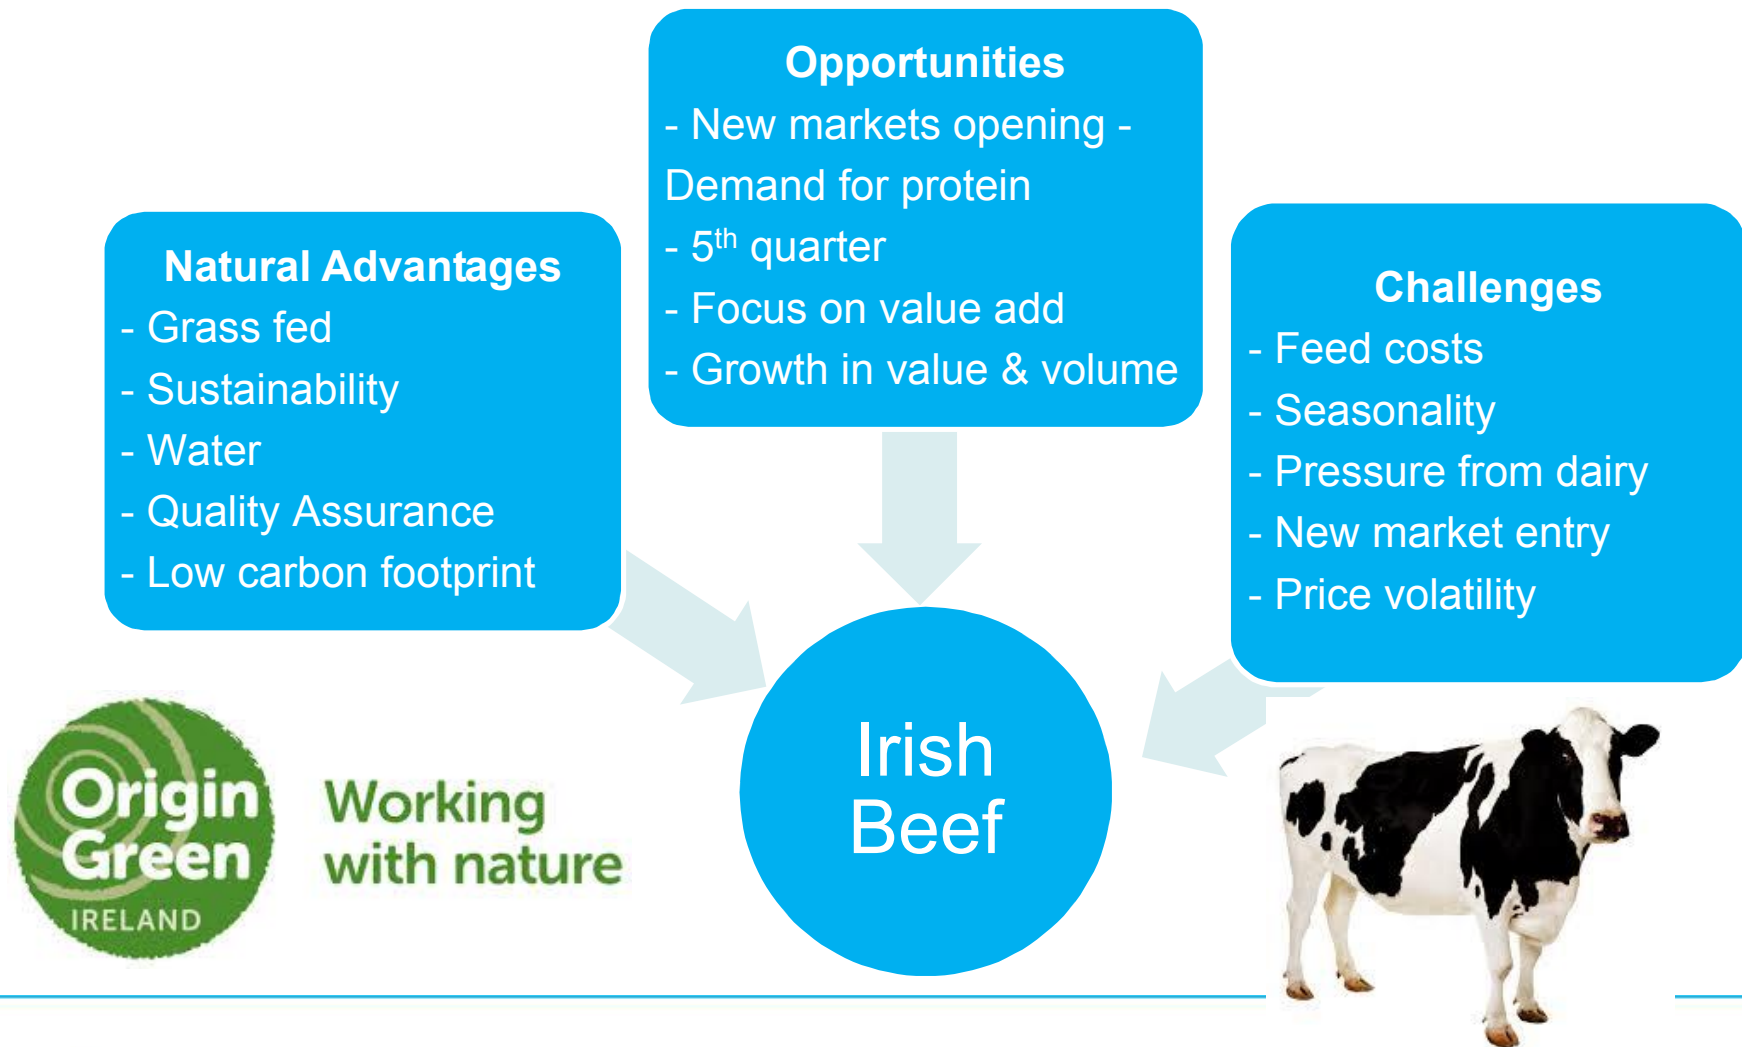 Opportunities
- New markets opening -
Demand for protein
- 5th quarter
- Focus on value add
- Growth in value & volume
Natural Advantages
- Grass fed
- Sustainability
- Water
- Quality Assurance
- Low carbon footprint
Challenges
- Feed costs
- Seasonality
- Pressure from dairy
- New market entry
- Price volatility
Irish
Beef
Origin
Green
IRELAND
Working
with nature